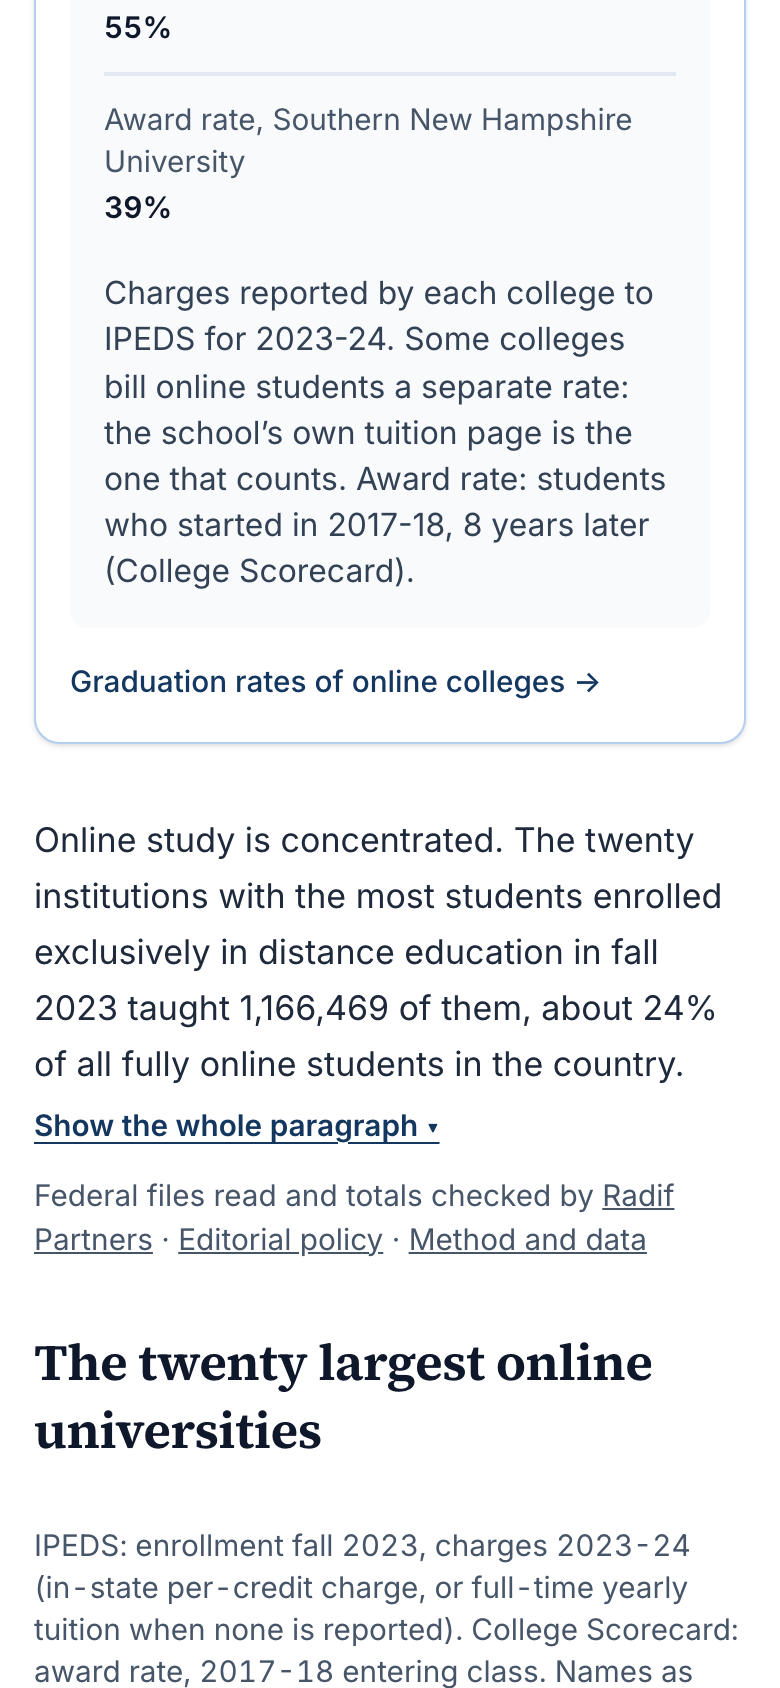 55%
Award rate, Southern New Hampshire
University
39%
Charges reported by each college to
IPEDS for 2023-24. Some colleges
bill online students a separate rate:
the school’s own tuition page is the
one that counts. Award rate: students
who started in 2017-18, 8 years later
(College Scorecard).
Graduation rates of online colleges →
Online study is concentrated. The twenty
institutions with the most students enrolled
exclusively in distance education in fall
2023 taught 1,166,469 of them, about 24%
of all fully online students in the country.
Show the whole paragraph ▾
Federal files read and totals checked by Radif
Partners · Editorial policy · Method and data
The twenty largest online
universities
IPEDS: enrollment fall 2023, charges 2023-24
(in-state per-credit charge, or full-time yearly
tuition when none is reported). College Scorecard:
award rate, 2017-18 entering class. Names as